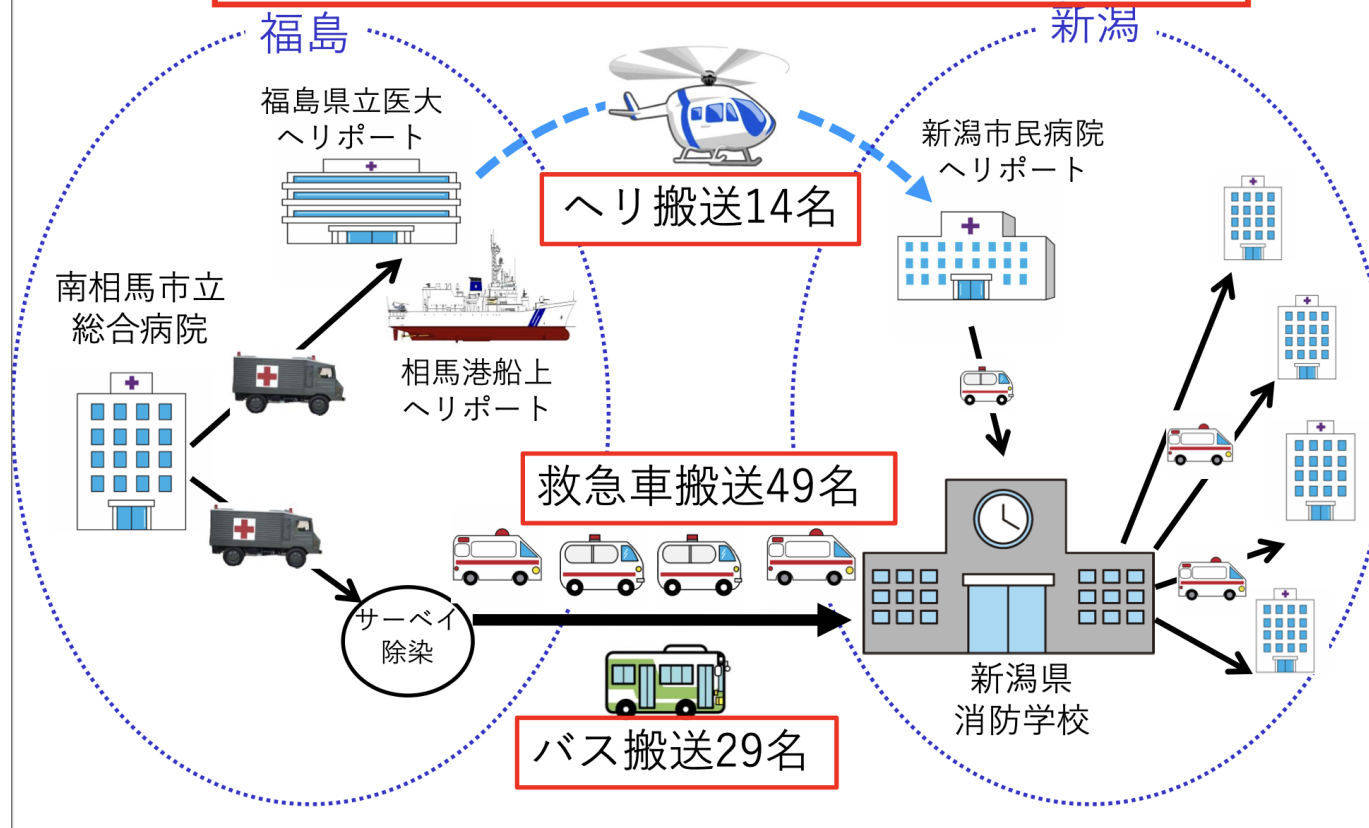 福島
新潟
福島県立医大
ヘリポート
新潟市民病院
ヘリポート
ヘリ搬送14名
南相馬市立
総合病院
相馬港船上
ヘリポート
救急車搬送49名
サーベイ
除染
新潟県
消防学校
バス搬送29名